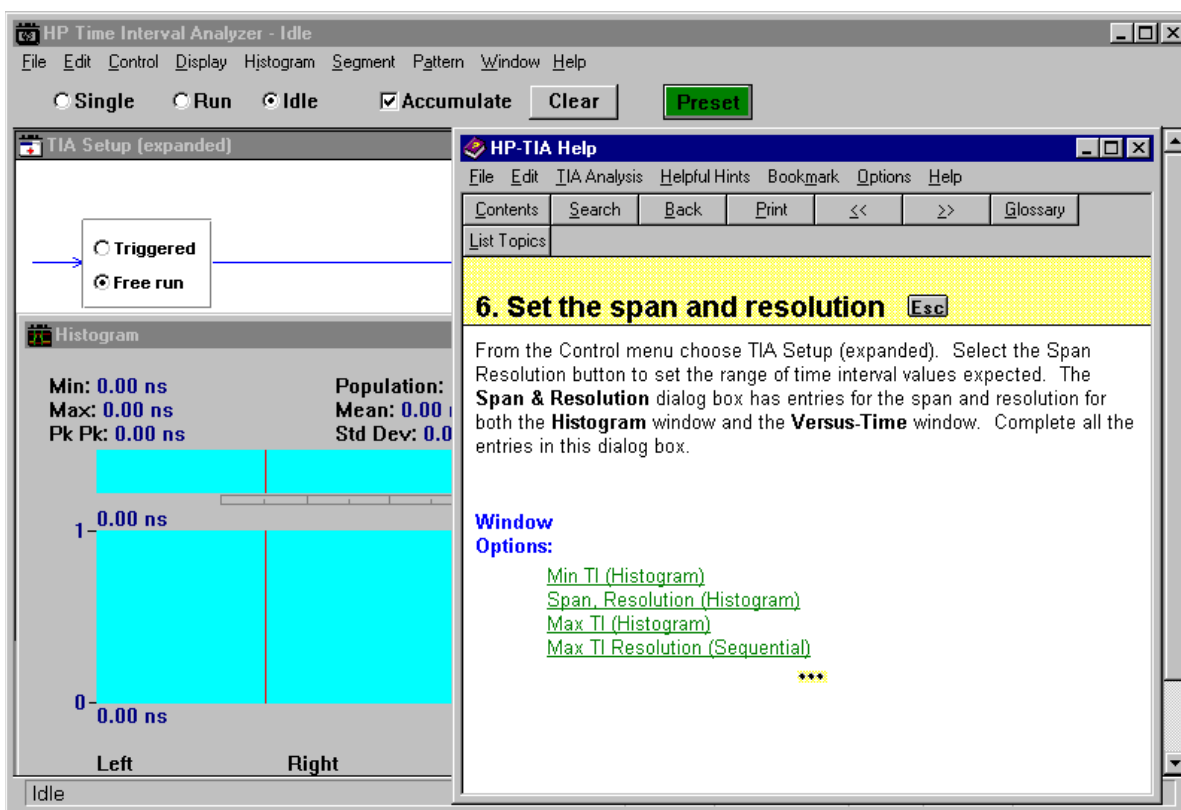 HP Time Interval Analyzer - Idle
File Edit Control Display Histogram Segment Pattern Window Help
Single Run Idle Accumulate Clear Preset
TIA Setup (expanded)
Triggered
Free run
Histogram
Min: 0.00 ns Population:
Max: 0.00 ns Mean: 0.00
Pk Pk: 0.00 ns Std Dev: 0.0
0.00 ns
1
0
0.00 ns
Left Right
Idle
HP-TIA Help
File Edit TIA Analysis Helpful Hints Bookmark Options Help
Contents Search Back Print << >> Glossary
List Topics
6. Set the span and resolution Esc
From the Control menu choose TIA Setup (expanded). Select the Span
Resolution button to set the range of time interval values expected. The
Span & Resolution dialog box has entries for the span and resolution for
both the Histogram window and the Versus-Time window. Complete all the
entries in this dialog box.
Window
Options:
Min TI (Histogram)
Span, Resolution (Histogram)
Max TI (Histogram)
Max TI Resolution (Sequential)